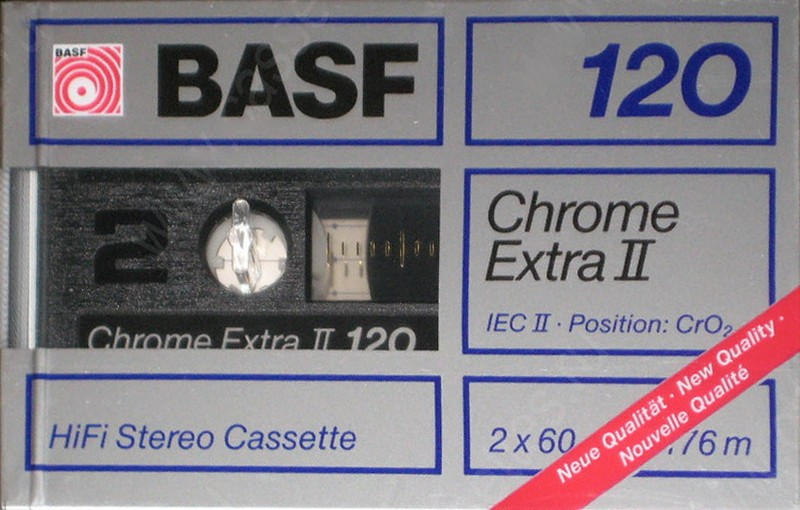 BASF
BASF
120
2
Chrome
Extra II
IEC II · Position: CrO₂
Chrome Extra II 120
HiFi Stereo Cassette
2 x 60
76 m
Neue Qualität · New Quality ·
Nouvelle Qualité